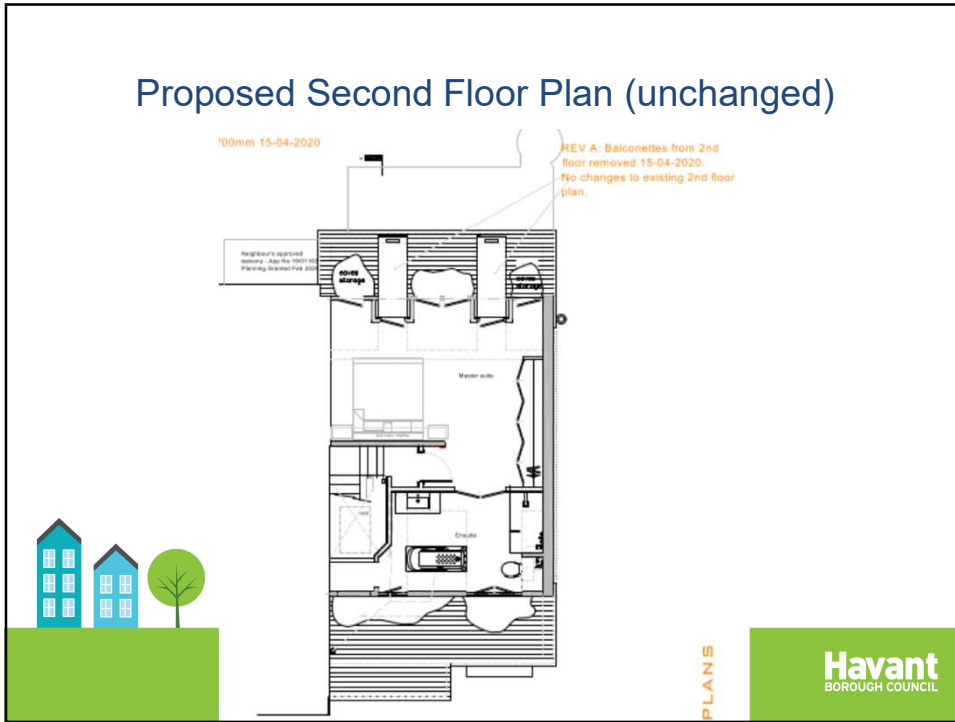 Proposed Second Floor Plan (unchanged)
'00mm 15-04-2020
REV A: Balconettes from 2nd
floor removed 15-04-2020.
No changes to existing 2nd floor
plan.
Neighbour's approved
balcony - App No
Planning Granted Feb
eaves
storage
eaves
storage
Master suite
Ensuite
PLANS
Havant
BOROUGH COUNCIL